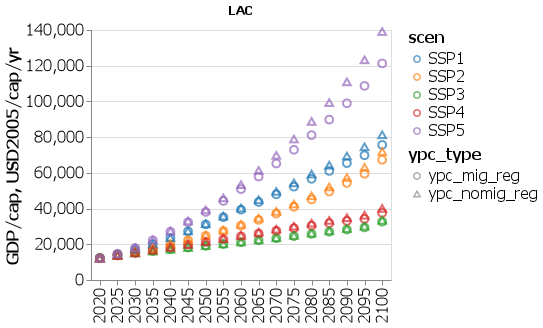 LAC
GDP/cap, USD2005/cap/yr
140,000
120,000
100,000
80,000
60,000
40,000
20,000
0
2020
2025
2030
2035
2040
2045
2050
2055
2060
2065
2070
2075
2080
2085
2090
2095
2100
scen
SSP1
SSP2
SSP3
SSP4
SSP5
ypc_type
ypc_mig_reg
ypc_nomig_reg